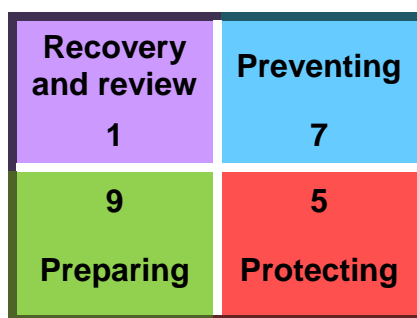 Recovery
and review
1
Preventing
7
9
Preparing
5
Protecting